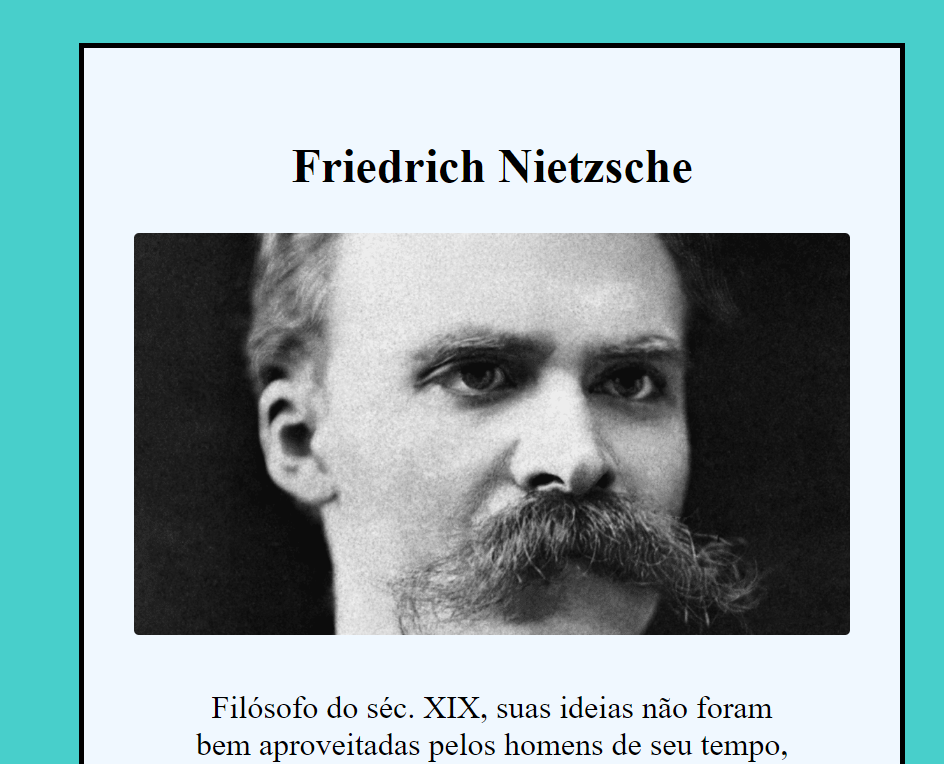 Friedrich Nietzsche
Filósofo do séc. XIX, suas ideias não foram
bem aproveitadas pelos homens de seu tempo,